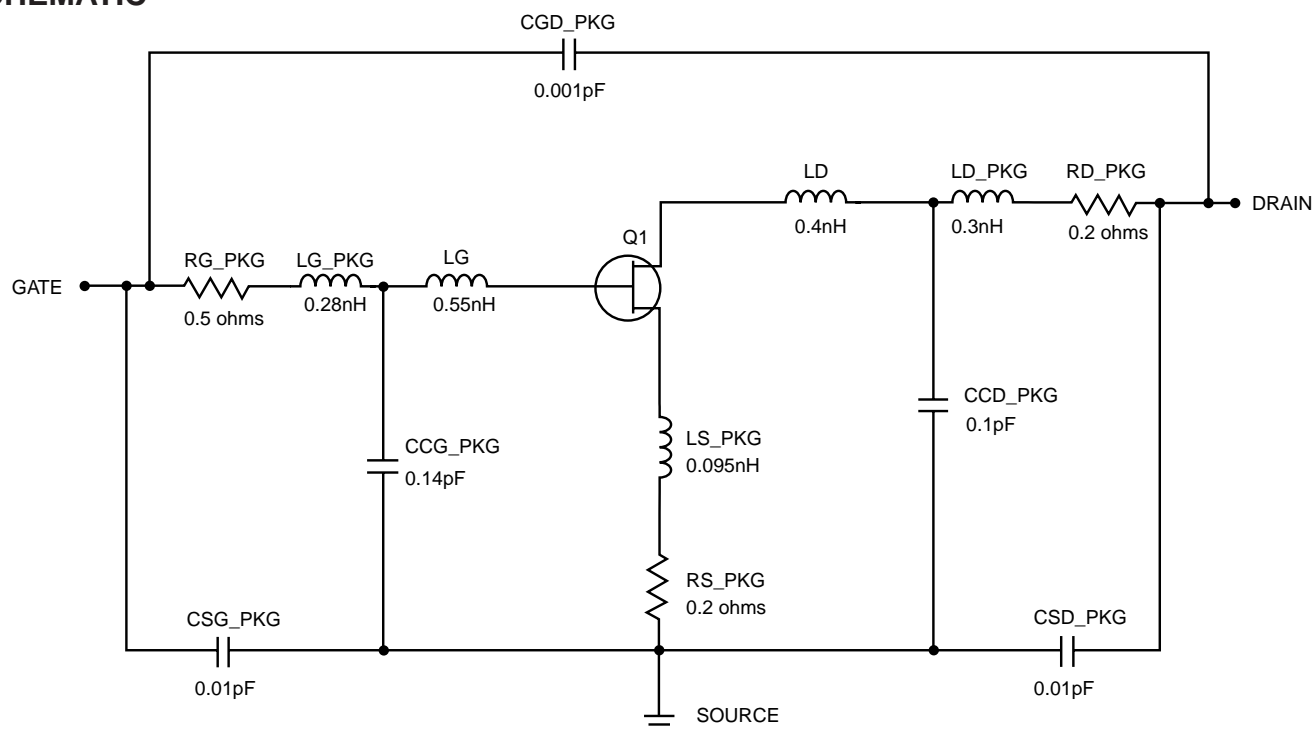 CGD_PKG
0.001pF
LD
LD_PKG
RD_PKG
DRAIN
0.4nH
0.3nH
0.2 ohms
Q1
RG_PKG
LG_PKG
LG
GATE
0.5 ohms
0.28nH
0.55nH
CCD_PKG
0.1pF
LS_PKG
0.095nH
CCG_PKG
0.14pF
RS_PKG
0.2 ohms
CSG_PKG
0.01pF
CSD_PKG
0.01pF
SOURCE